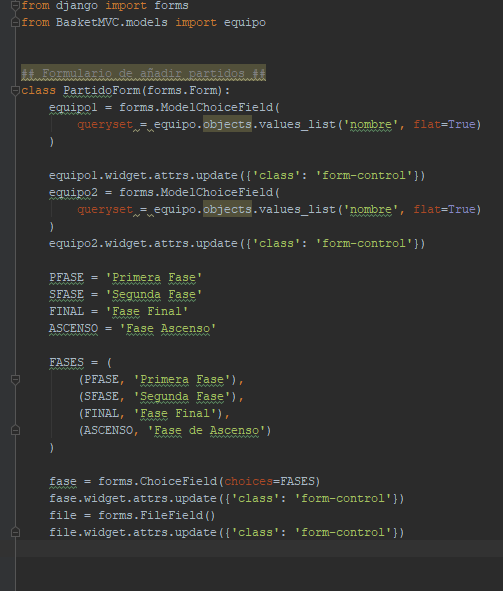 from django import forms
from BasketMVC.models import equipo
## Formulario de añadir partidos ##
class PartidoForm(forms.Form):
    equipo1 = forms.ModelChoiceField(
        queryset = equipo.objects.values_list('nombre', flat=True)
    )
    equipo1.widget.attrs.update({'class': 'form-control'})
    equipo2 = forms.ModelChoiceField(
        queryset = equipo.objects.values_list('nombre', flat=True)
    )
    equipo2.widget.attrs.update({'class': 'form-control'})
    PFASE = 'Primera Fase'
    SFASE = 'Segunda Fase'
    FINAL = 'Fase Final'
    ASCENSO = 'Fase Ascenso'
    FASES = (
        (PFASE, 'Primera Fase'),
        (SFASE, 'Segunda Fase'),
        (FINAL, 'Fase Final'),
        (ASCENSO, 'Fase de Ascenso')
    )
    fase = forms.ChoiceField(choices=FASES)
    fase.widget.attrs.update({'class': 'form-control'})
    file = forms.FileField()
    file.widget.attrs.update({'class': 'form-control'})